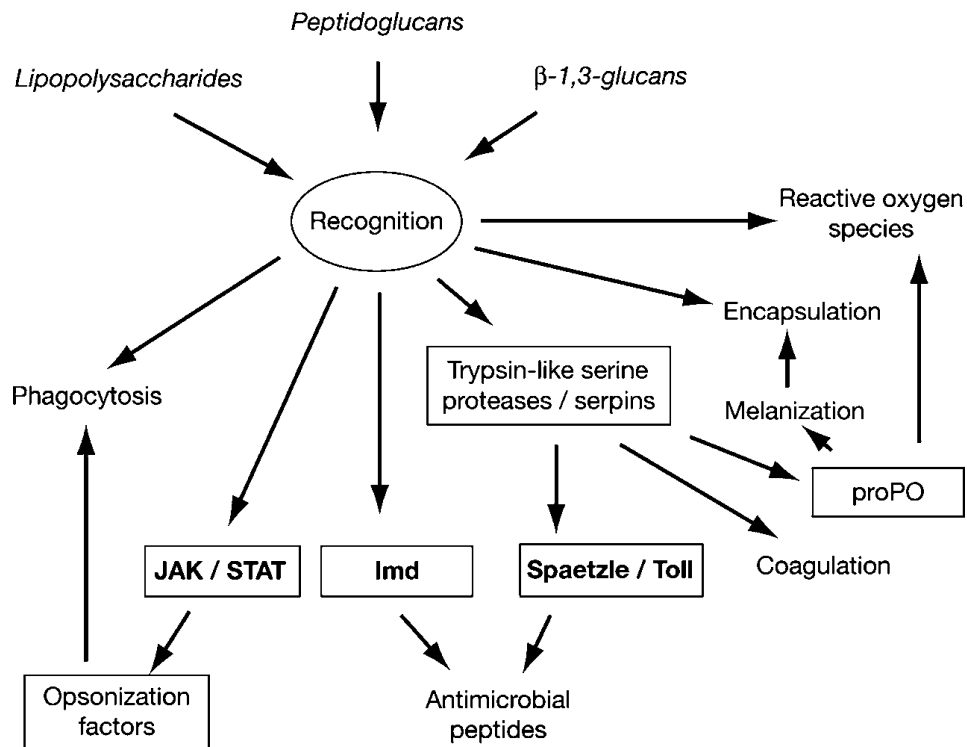 Peptidoglucans
Lipopolysaccharides
β-1,3-glucans
Recognition
Reactive oxygen
species
Encapsulation
Trypsin-like serine
proteases / serpins
Phagocytosis
Melanization
proPO
JAK / STAT
Imd
Spaetzle / Toll
Coagulation
Opsonization
factors
Antimicrobial
peptides